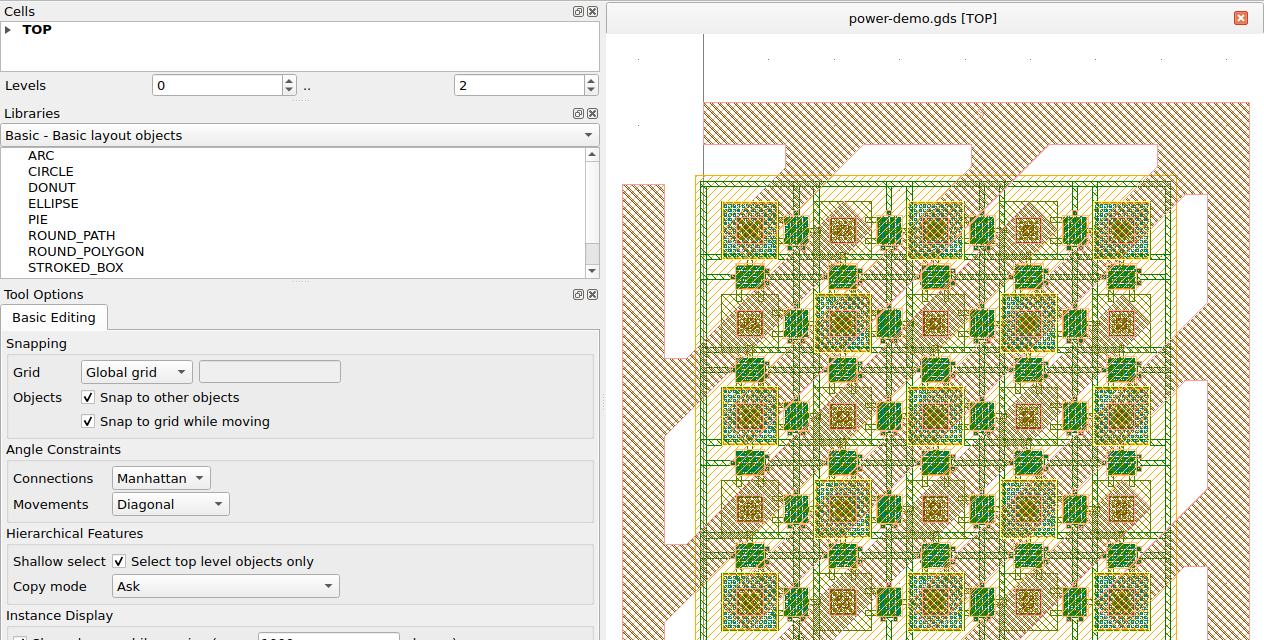 Cells
TOP
Levels 0 .. 2
Libraries
Basic - Basic layout objects
ARC
CIRCLE
DONUT
ELLIPSE
PIE
ROUND_PATH
ROUND_POLYGON
STROKED_BOX
Tool Options
Basic Editing
Snapping
Grid Global grid
Objects Snap to other objects
Snap to grid while moving
Angle Constraints
Connections Manhattan
Movements Diagonal
Hierarchical Features
Shallow select Select top level objects only
Copy mode Ask
Instance Display
power-demo.gds [TOP]